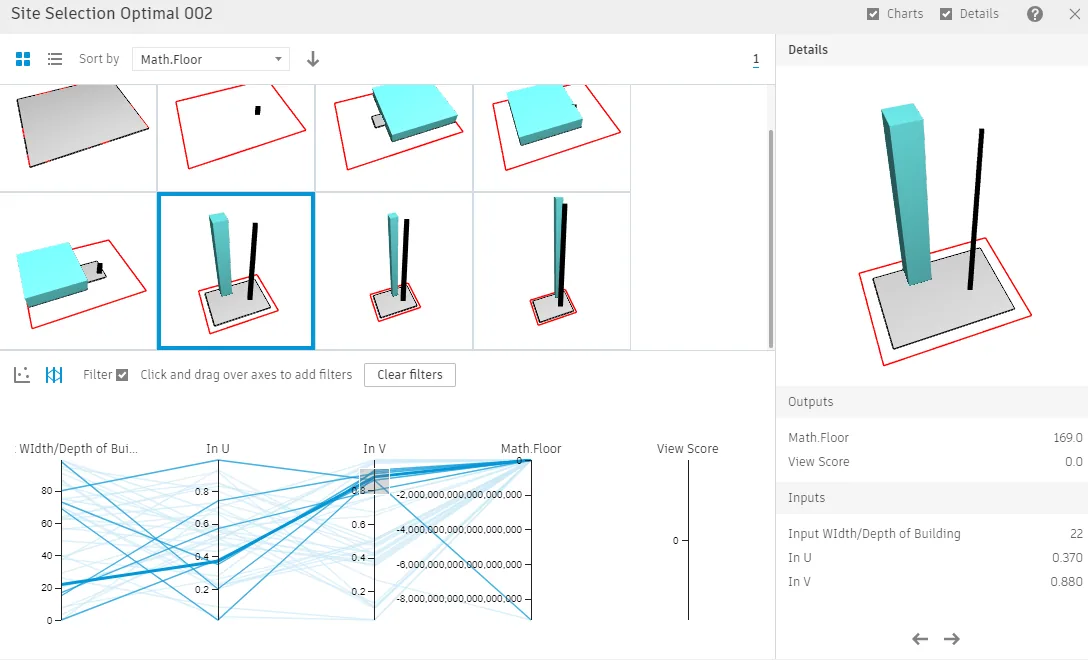 Site Selection Optimal 002
Charts Details ?
Sort by Math.Floor 1
Details
Outputs
Math.Floor 169.0
View Score 0.0
Inputs
Input WIdth/Depth of Building 22
In U 0.370
In V 0.880
Filter Click and drag over axes to add filters Clear filters
WIdth/Depth of Bui... In U In V Math.Floor View Score
80
60
40
20
0
0.8
0.6
0.4
0.2
0.8
0.6
0.4
0.2
0
-2,000,000,000,000,000,000
-4,000,000,000,000,000,000
-6,000,000,000,000,000,000
-8,000,000,000,000,000,000
0